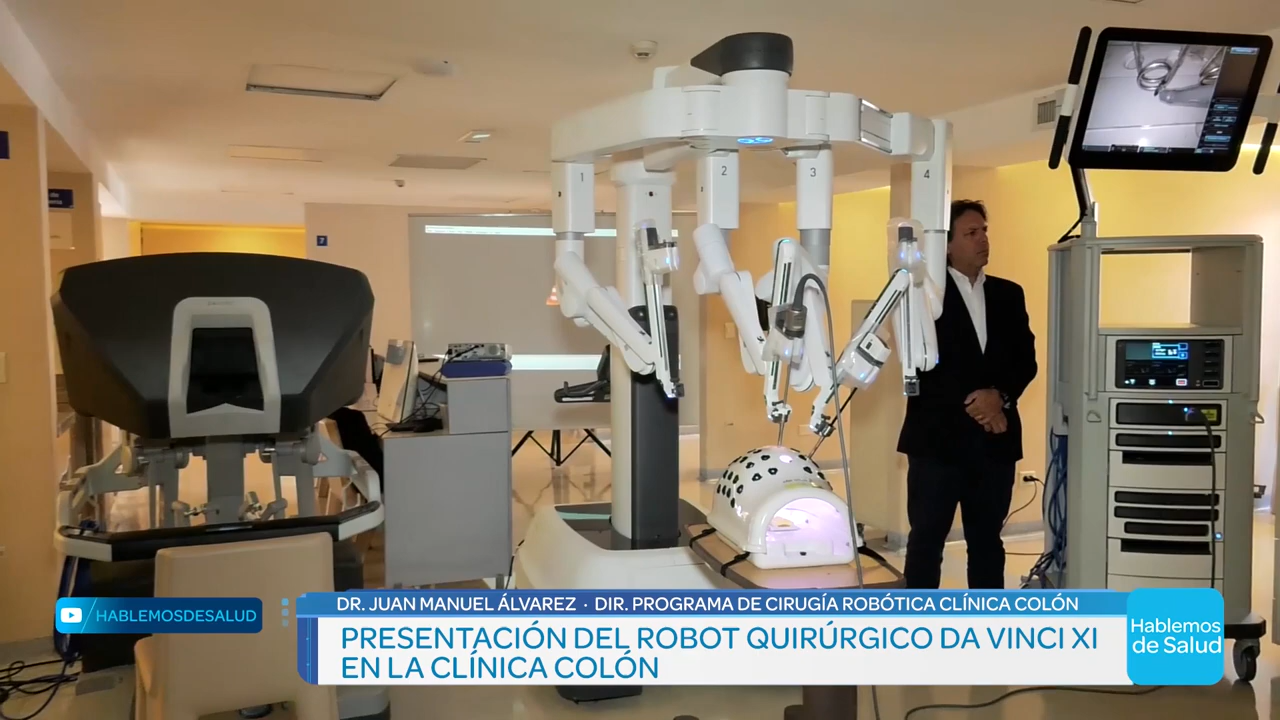 1
2
3
4
7
HABLEMOSDESALUD
DR. JUAN MANUEL ÁLVAREZ · DIR. PROGRAMA DE CIRUGÍA ROBÓTICA CLÍNICA COLÓN
PRESENTACIÓN DEL ROBOT QUIRÚRGICO DA VINCI XI
EN LA CLÍNICA COLÓN
Hablemos
de Salud